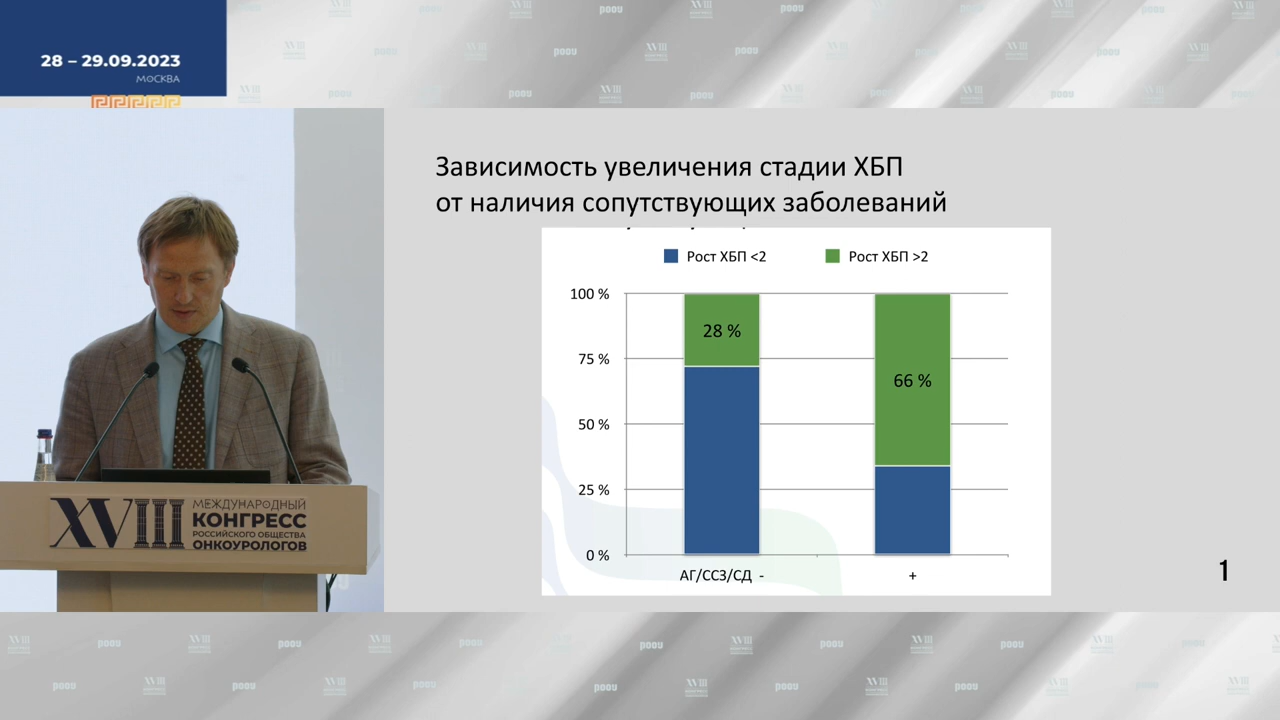 28 – 29.09.2023
МОСКВА
Зависимость увеличения стадии ХБП
от наличия сопутствующих заболеваний
Рост ХБП <2
Рост ХБП >2
100 %
75 %
50 %
25 %
0 %
28 %
66 %
АГ/ССЗ/СД -
+
1
XVIII
МЕЖДУНАРОДНЫЙ
КОНГРЕСС
РОССИЙСКОГО ОБЩЕСТВА
ОНКОУРОЛОГОВ